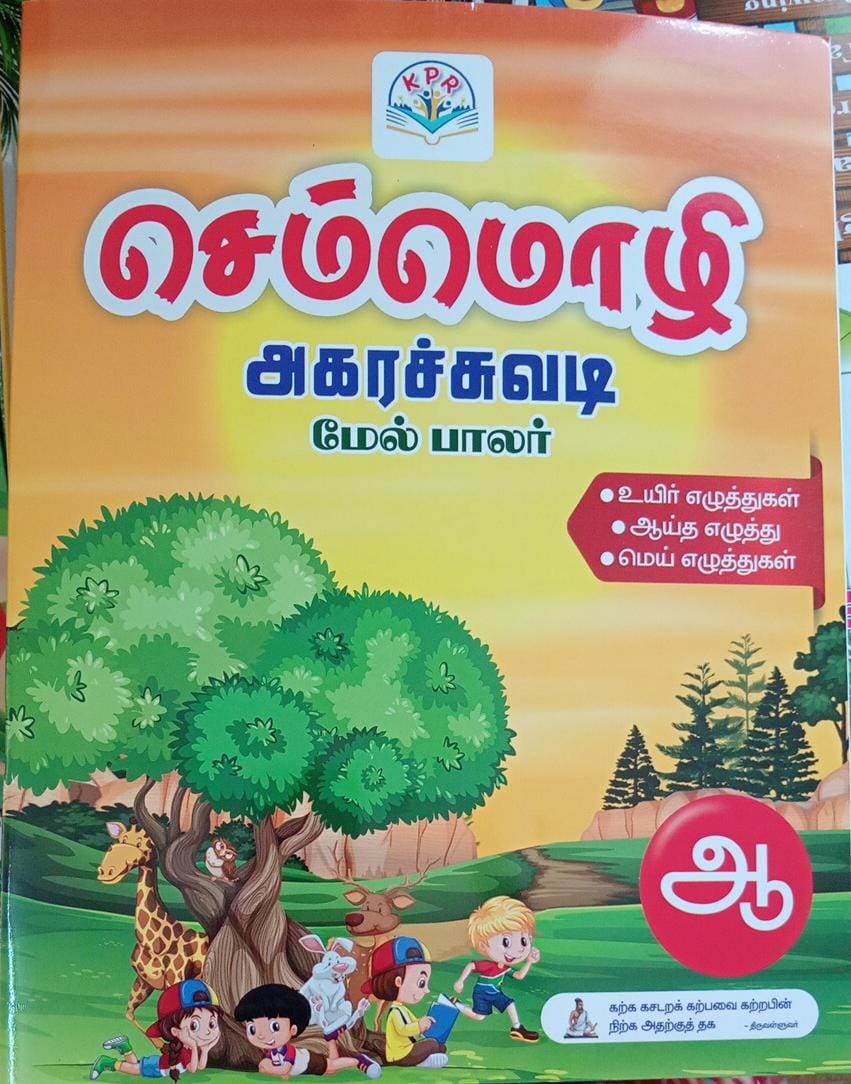 KPR
செம்மொழி
அகரச்சுவடி
மேல் பாலர்
• உயிர் எழுத்துகள்
• ஆய்த எழுத்து
• மெய் எழுத்துகள்
ஆ
கற்க கசடறக் கற்பவை கற்றபின்
நிற்க அதற்குத் தக - திருவள்ளுவர்